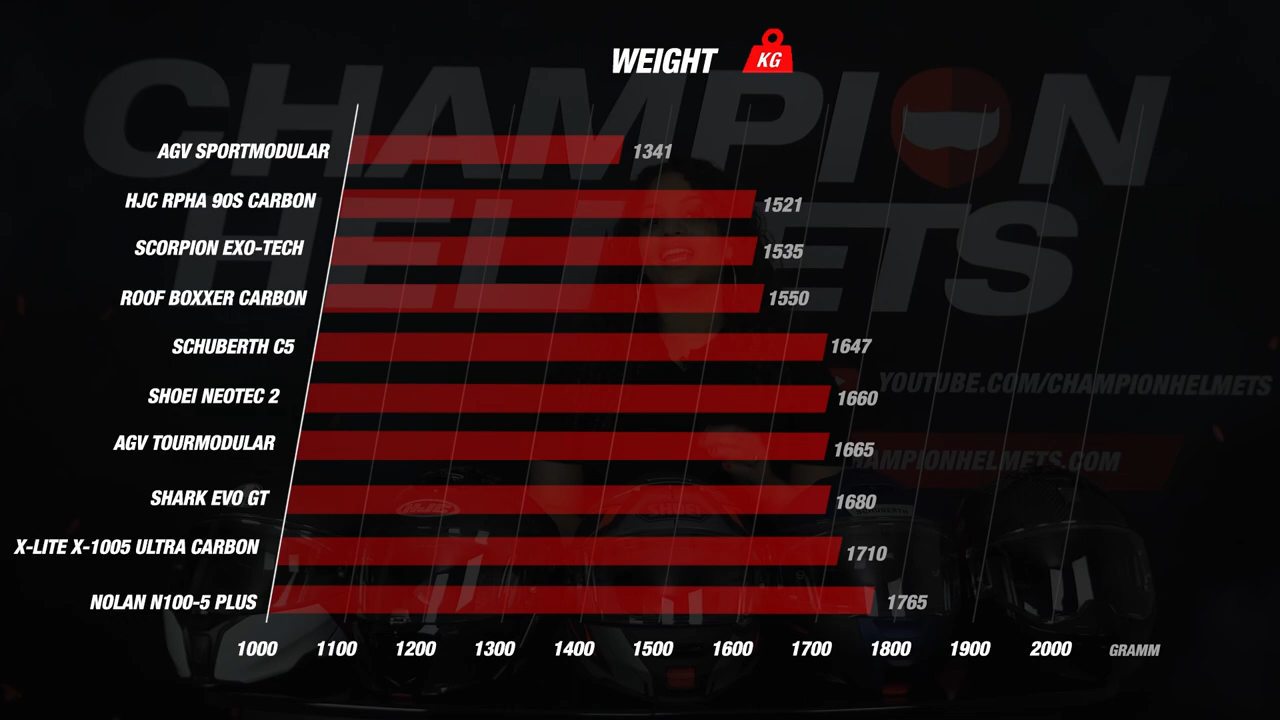 WEIGHT KG
CHAMPION
HELMETS
AGV SPORTMODULAR 1341
HJC RPHA 90S CARBON 1521
SCORPION EXO-TECH 1535
ROOF BOXXER CARBON 1550
SCHUBERTH C5 1647
SHOEI NEOTEC 2 1660
YOUTUBE.COM/CHAMPIONHELMETS
AGV TOURMODULAR 1665
HAMPIONHELMETS.COM
SHARK EVO GT 1680
HJC
SHOEI
X-LITE X-1005 ULTRA CARBON 1710
NOLAN N100-5 PLUS 1765
1000 1100 1200 1300 1400 1500 1600 1700 1800 1900 2000 GRAMM